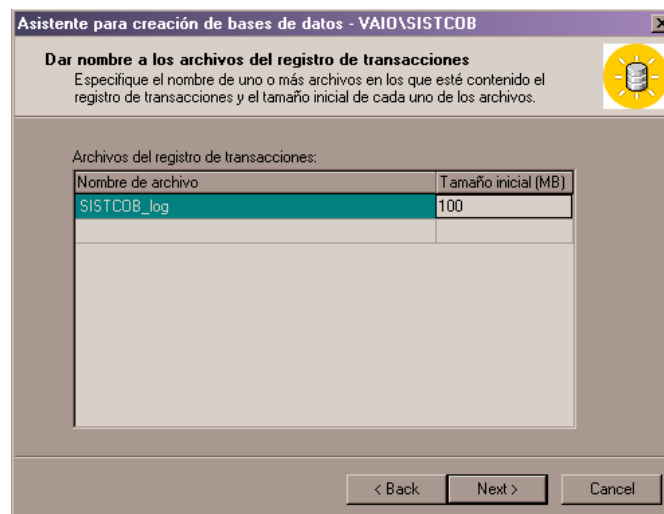 Asistente para creación de bases de datos - VAIO\SISTCOB
Dar nombre a los archivos del registro de transacciones
Especifique el nombre de uno o más archivos en los que esté contenido el
registro de transacciones y el tamaño inicial de cada uno de los archivos.
Archivos del registro de transacciones:
Nombre de archivo Tamaño inicial (MB)
SISTCOB_log 100
< Back Next > Cancel